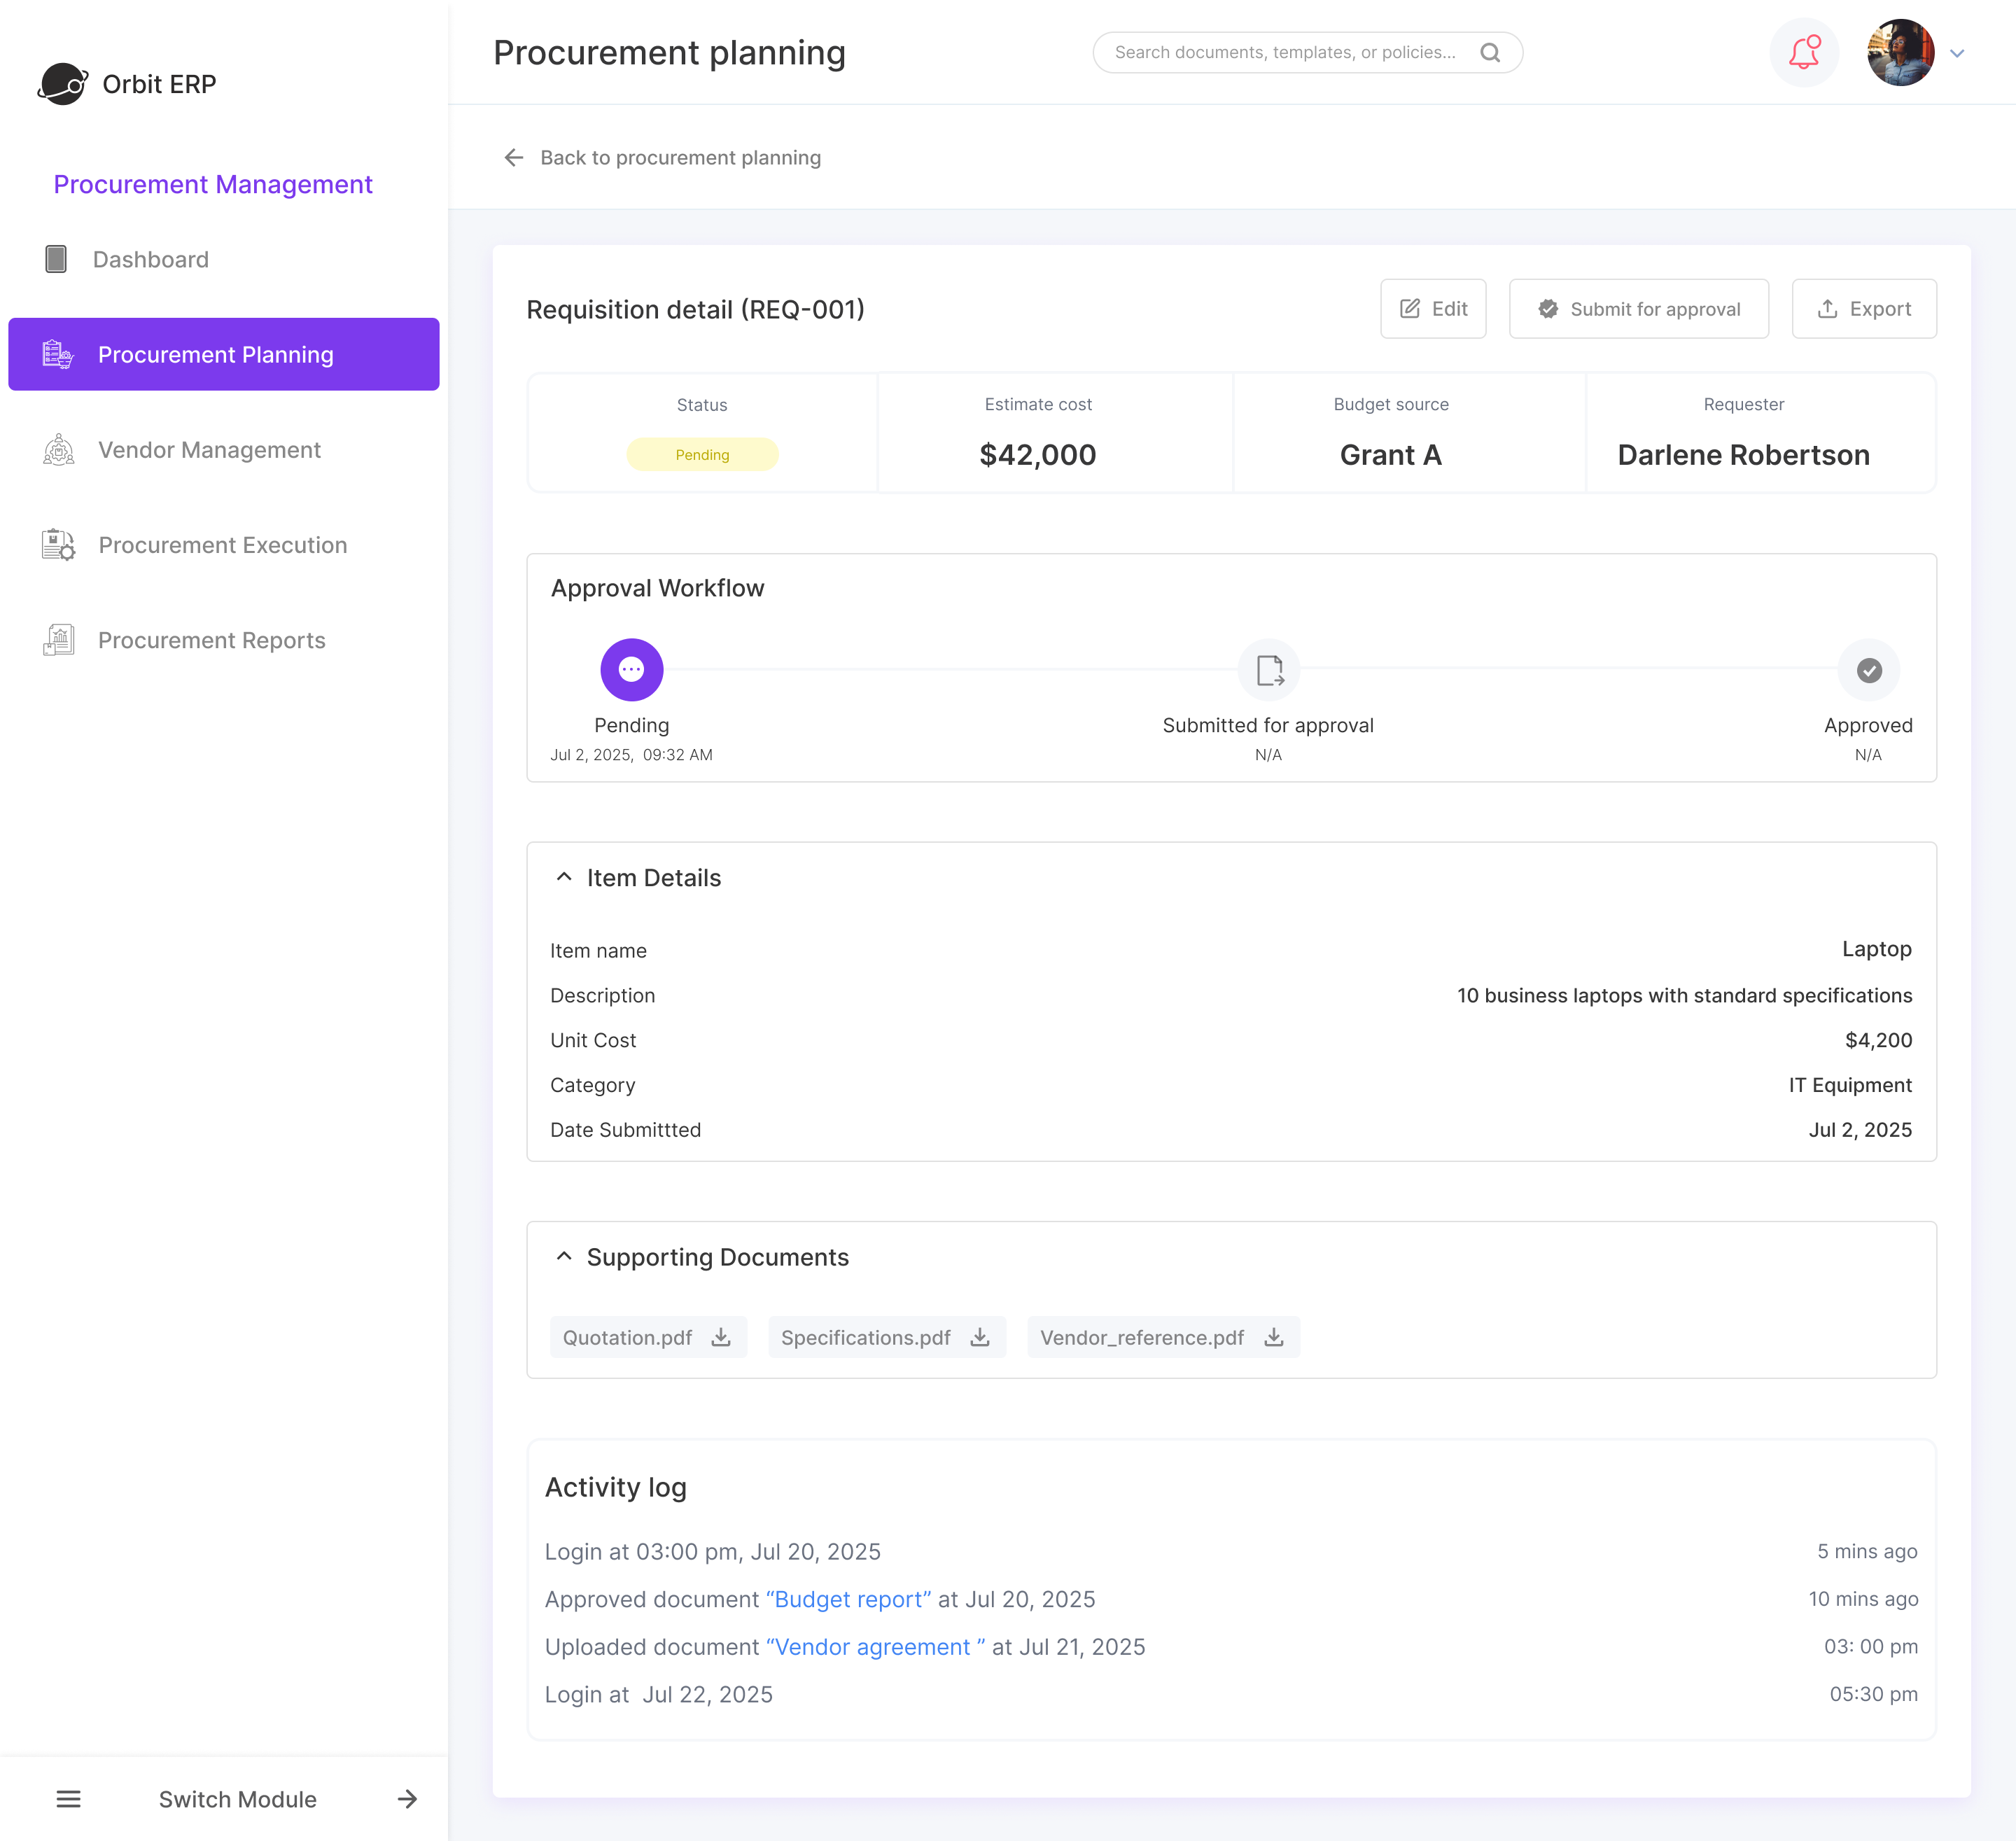 Orbit ERP
Procurement Management
Dashboard
Procurement Planning
Vendor Management
Procurement Execution
Procurement Reports
Switch Module
Procurement planning
Search documents, templates, or policies...
Back to procurement planning
Requisition detail (REQ-001)
Edit
Submit for approval
Export
Status
Pending
Estimate cost
$42,000
Budget source
Grant A
Requester
Darlene Robertson
Approval Workflow
Pending
Jul 2, 2025,  09:32 AM
Submitted for approval
N/A
Approved
N/A
Item Details
Item name Laptop
Description 10 business laptops with standard specifications
Unit Cost $4,200
Category IT Equipment
Date Submittted Jul 2, 2025
Supporting Documents
Quotation.pdf
Specifications.pdf
Vendor_reference.pdf
Activity log
Login at 03:00 pm, Jul 20, 2025 5 mins ago
Approved document “Budget report” at Jul 20, 2025 10 mins ago
Uploaded document “Vendor agreement ” at Jul 21, 2025 03: 00 pm
Login at  Jul 22, 2025 05:30 pm